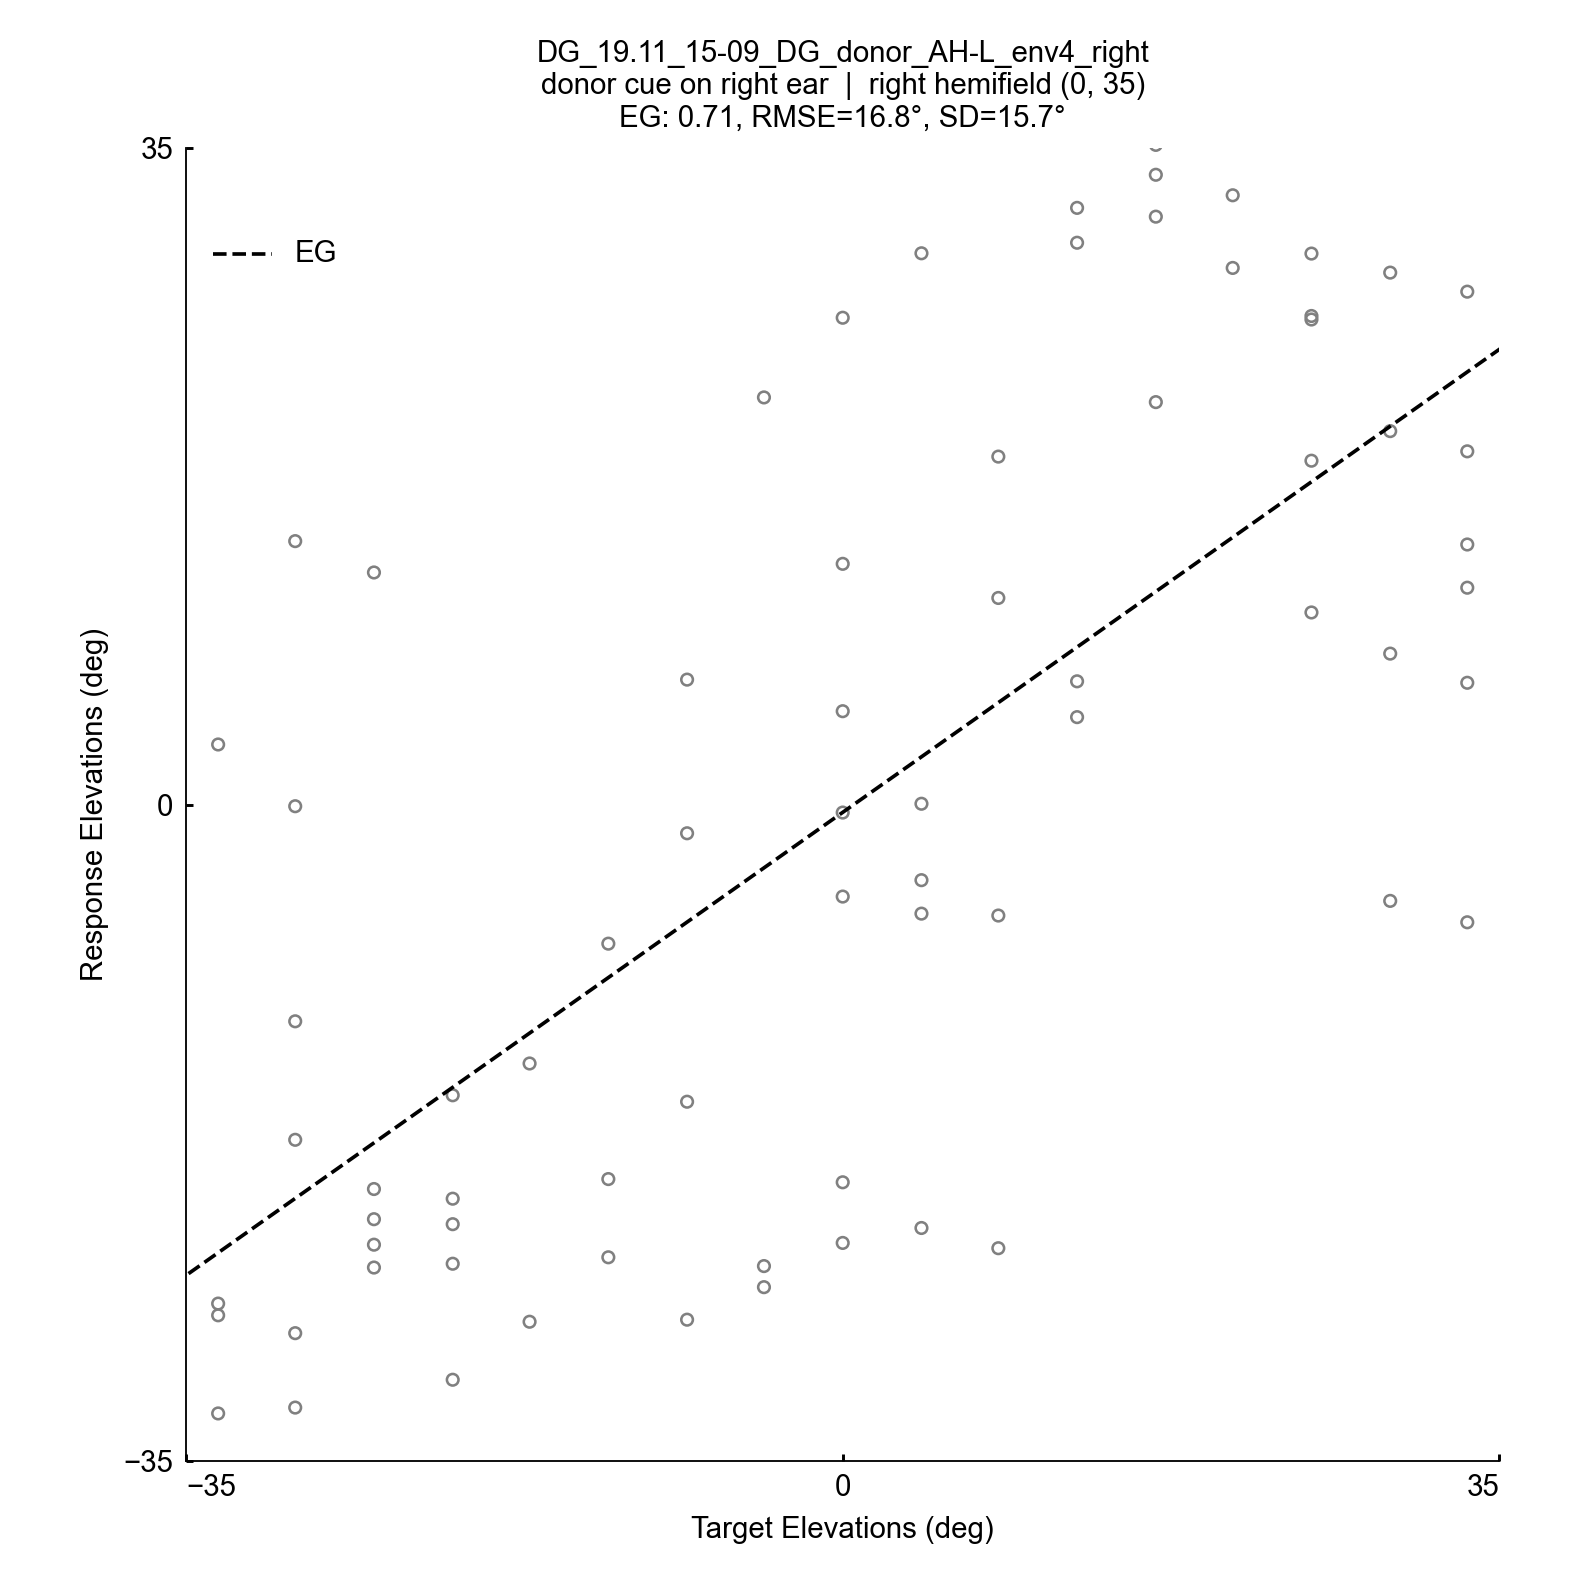 DG_19.11_15-09_DG_donor_AH-L_env4_right
donor cue on right ear | right hemifield (0, 35)
EG: 0.71, RMSE=16.8°, SD=15.7°
35
EG
Response Elevations (deg)
0
−35
−35
0
35
Target Elevations (deg)